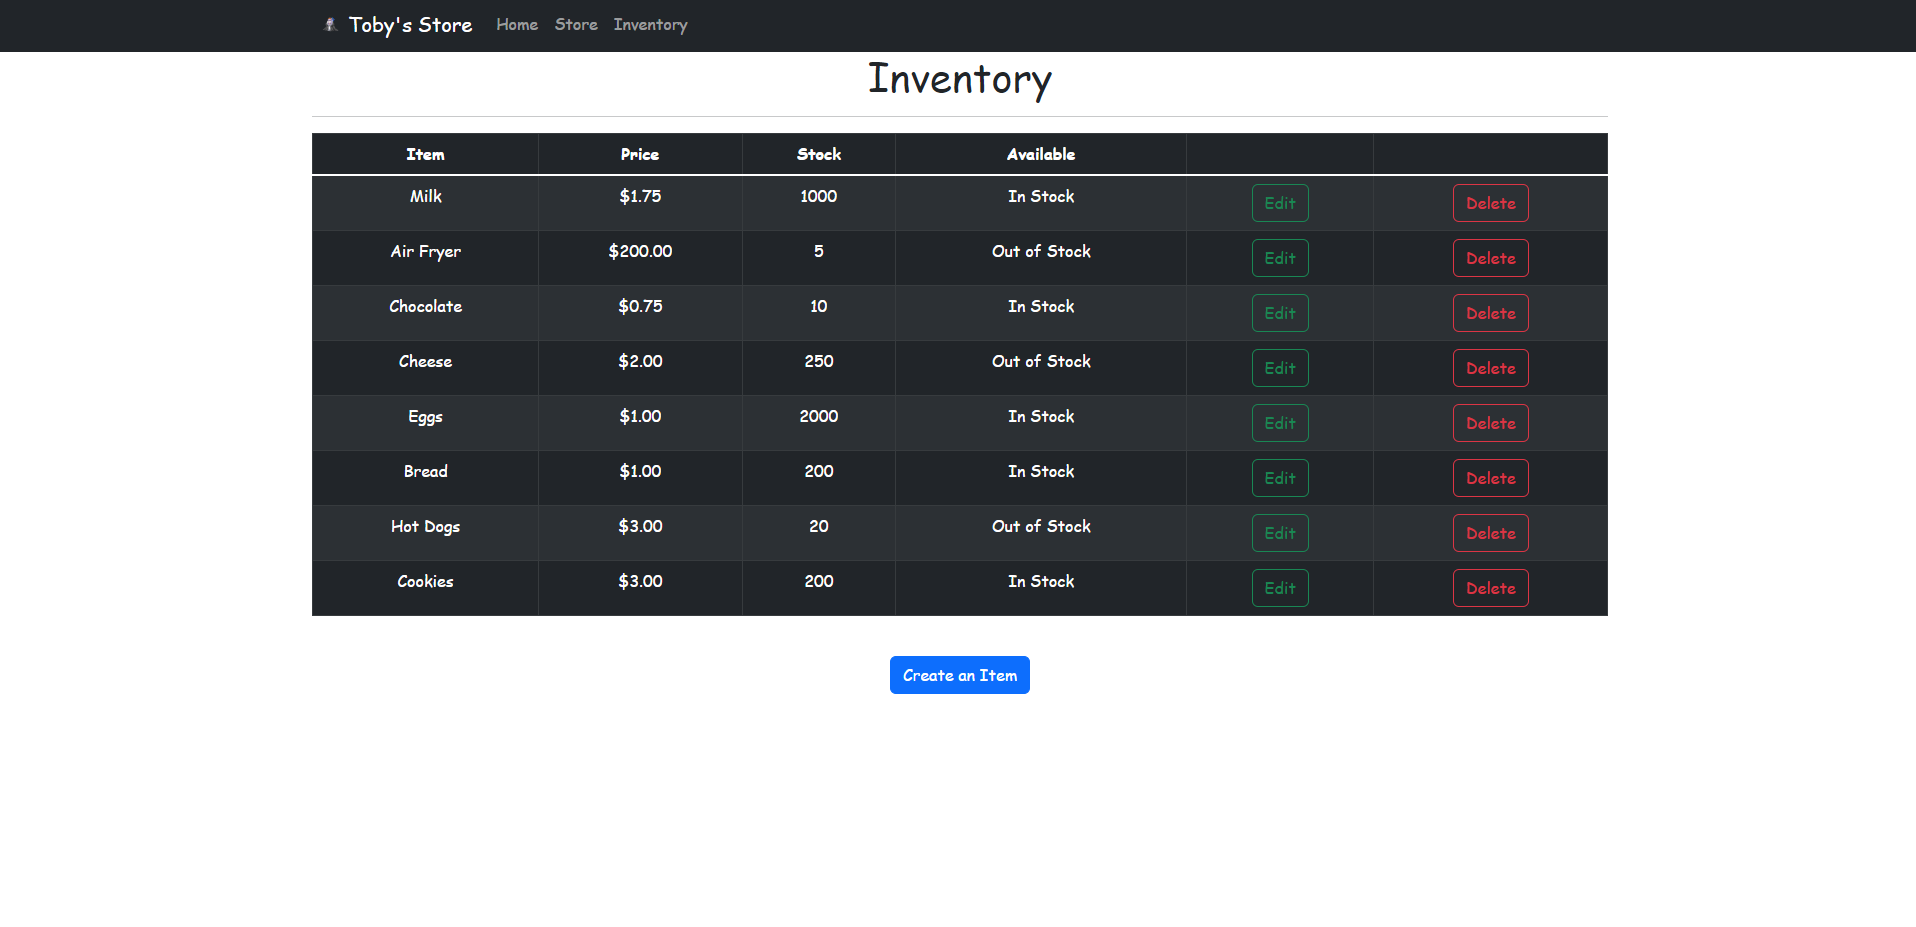 Toby's Store Home Store Inventory
Inventory
Item Price Stock Available
Milk $1.75 1000 In Stock Edit Delete
Air Fryer $200.00 5 Out of Stock Edit Delete
Chocolate $0.75 10 In Stock Edit Delete
Cheese $2.00 250 Out of Stock Edit Delete
Eggs $1.00 2000 In Stock Edit Delete
Bread $1.00 200 In Stock Edit Delete
Hot Dogs $3.00 20 Out of Stock Edit Delete
Cookies $3.00 200 In Stock Edit Delete
Create an Item